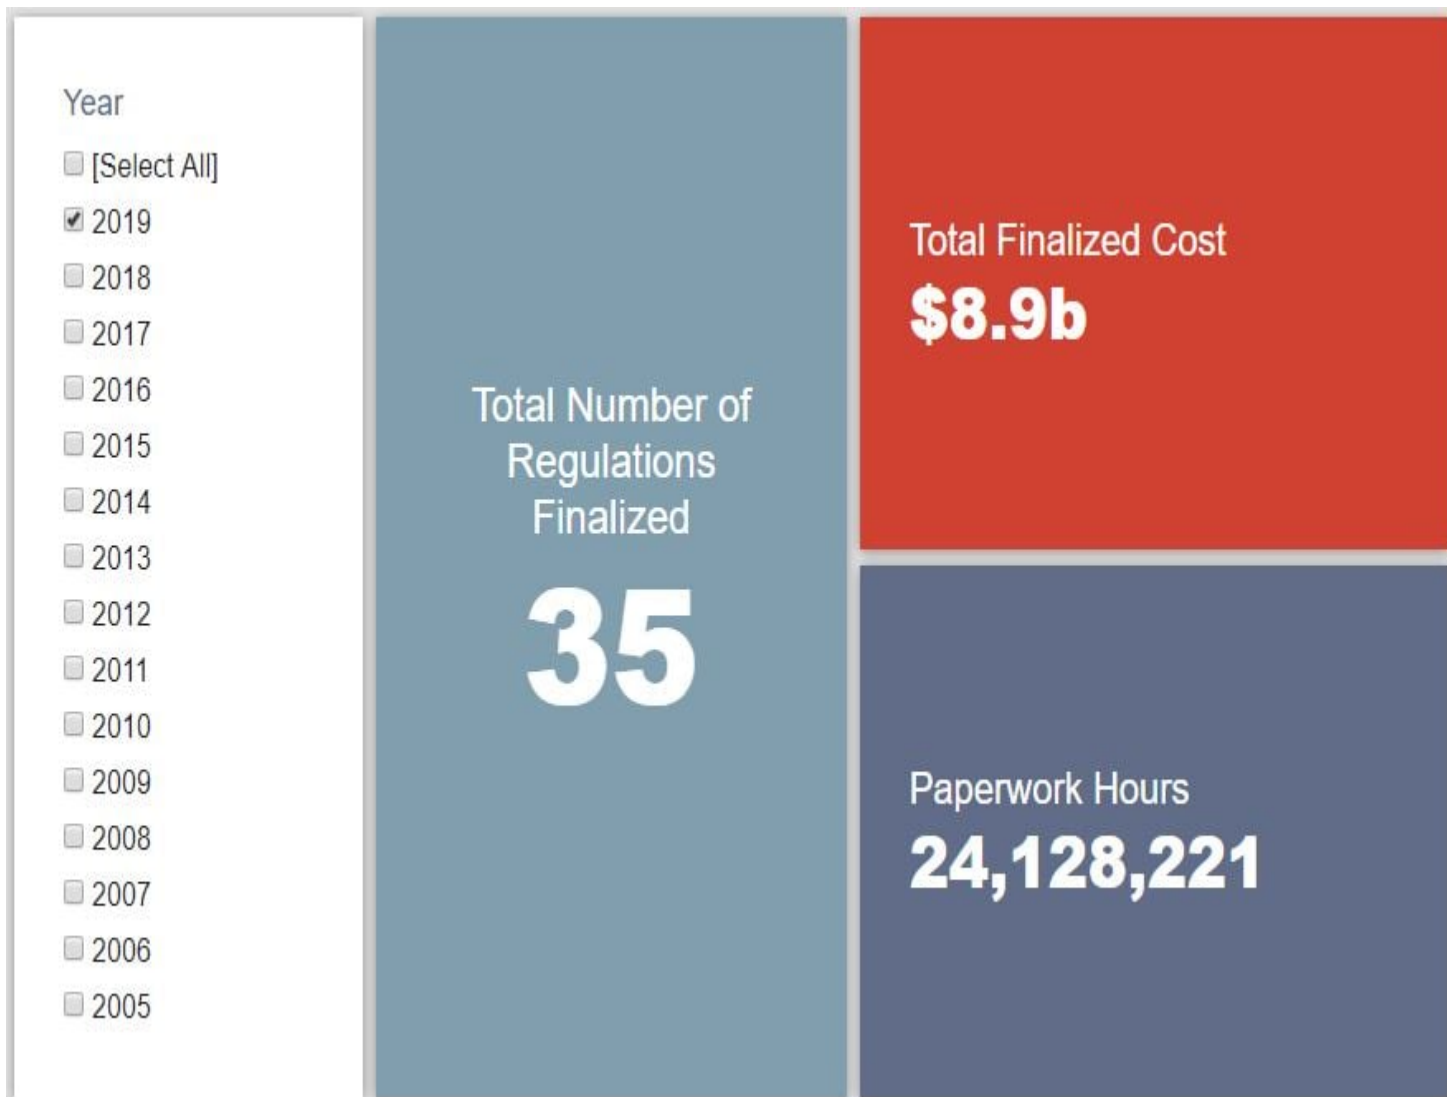 Year
[Select All]
2019
2018
2017
2016
2015
2014
2013
2012
2011
2010
2009
2008
2007
2006
2005
Total Number of
Regulations
Finalized
35
Total Finalized Cost
$8.9b
Paperwork Hours
24,128,221